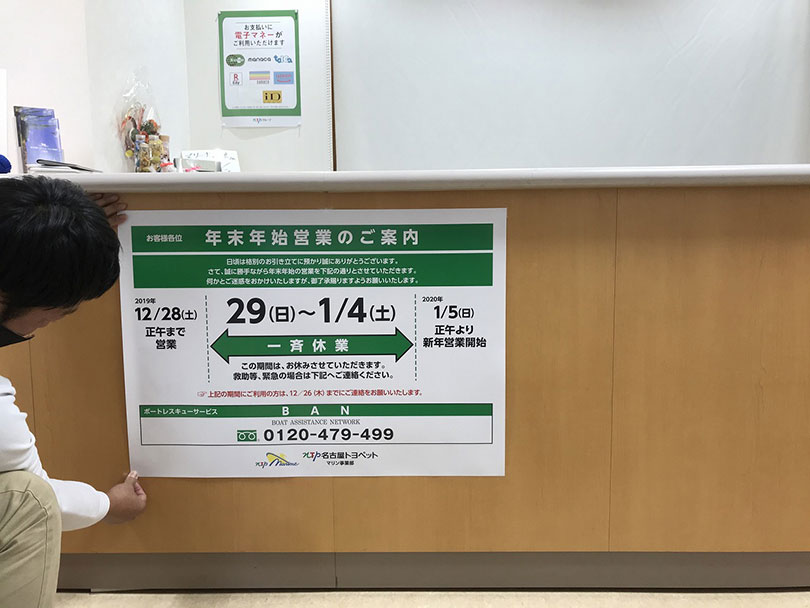 お支払いに
電子マネーが
ご利用いただけます
manaca
R
Edy
iD
お客様各位 年末年始営業のご案内
日頃は格別のお引き立てに預かり誠にありがとうございます。
さて、誠に勝手ながら年末年始の営業を下記の通りとさせていただきます。
何かとご迷惑をおかけいたしますが、御了承賜りますようお願いいたします。
2019年
12/28(土)
正午まで
営業
29(日)～1/4(土)
一斉休業
この期間は、お休みさせていただきます。
救助等、緊急の場合は下記へご連絡ください。
2020年
1/5(日)
正午より
新年営業開始
☞上記の期間にご利用の方は、12/26(木)までにご連絡をお願いいたします。
ボートレスキューサービス BAN
BOAT ASSISTANCE NETWORK
0120-479-499
ntp Marine ntp名古屋トヨペット
マリン事業部